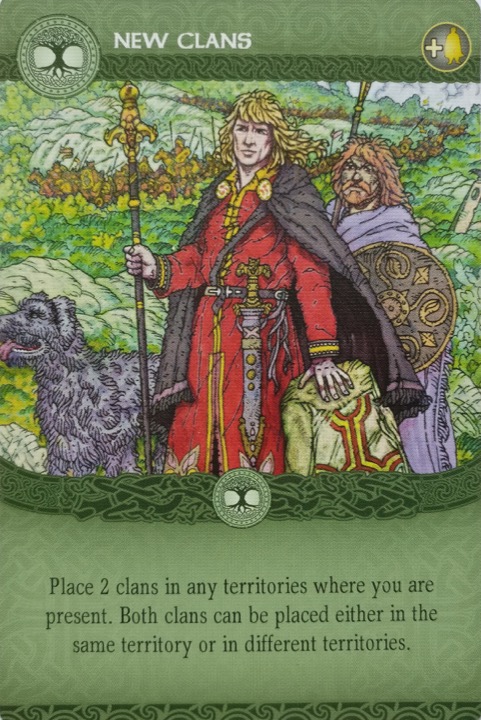 NEW CLANS
+
Place 2 clans in any territories where you are
present. Both clans can be placed either in the
same territory or in different territories.